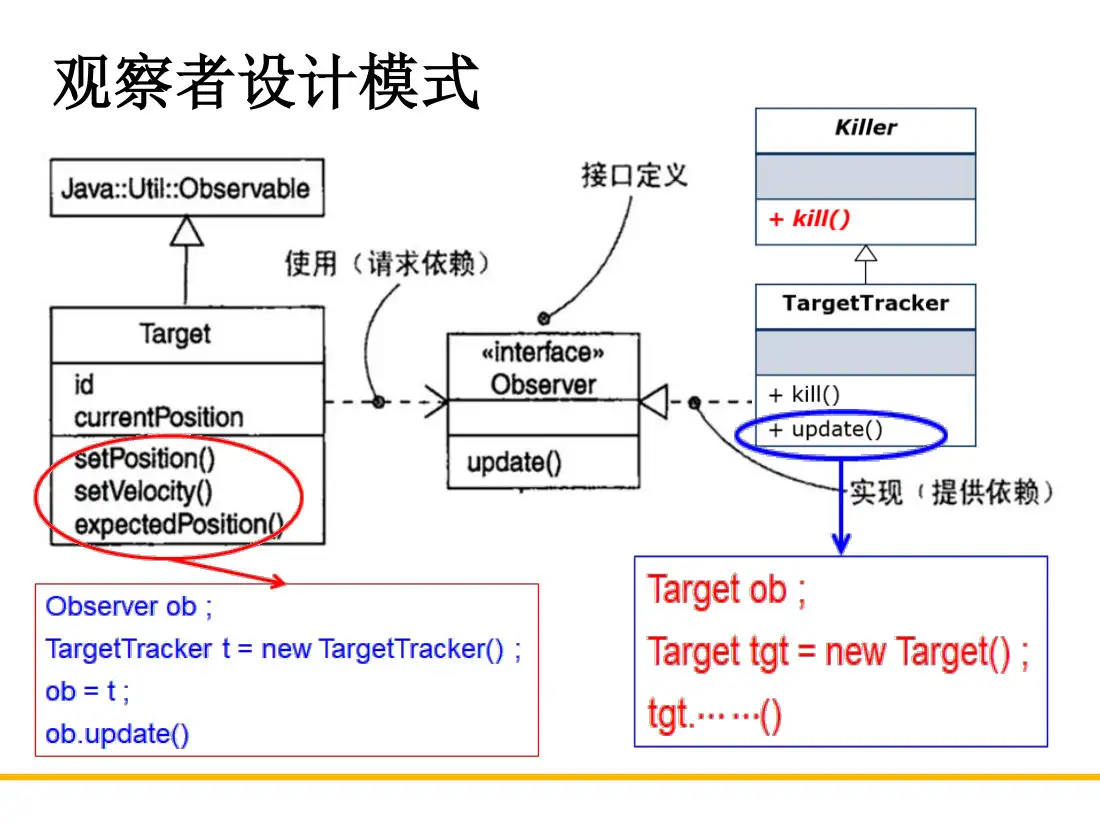 观察者设计模式
Java::Util::Observable
使用（请求依赖）
接口定义
Killer
+ kill()
Target
id
currentPosition
setPosition()
setVelocity()
expectedPosition()
«interface»
Observer
update()
TargetTracker
+ kill()
+ update()
实现（提供依赖）
Observer ob ;
TargetTracker t = new TargetTracker() ;
ob = t ;
ob.update()
Target ob ;
Target tgt = new Target() ;
tgt.⋯ ⋯()